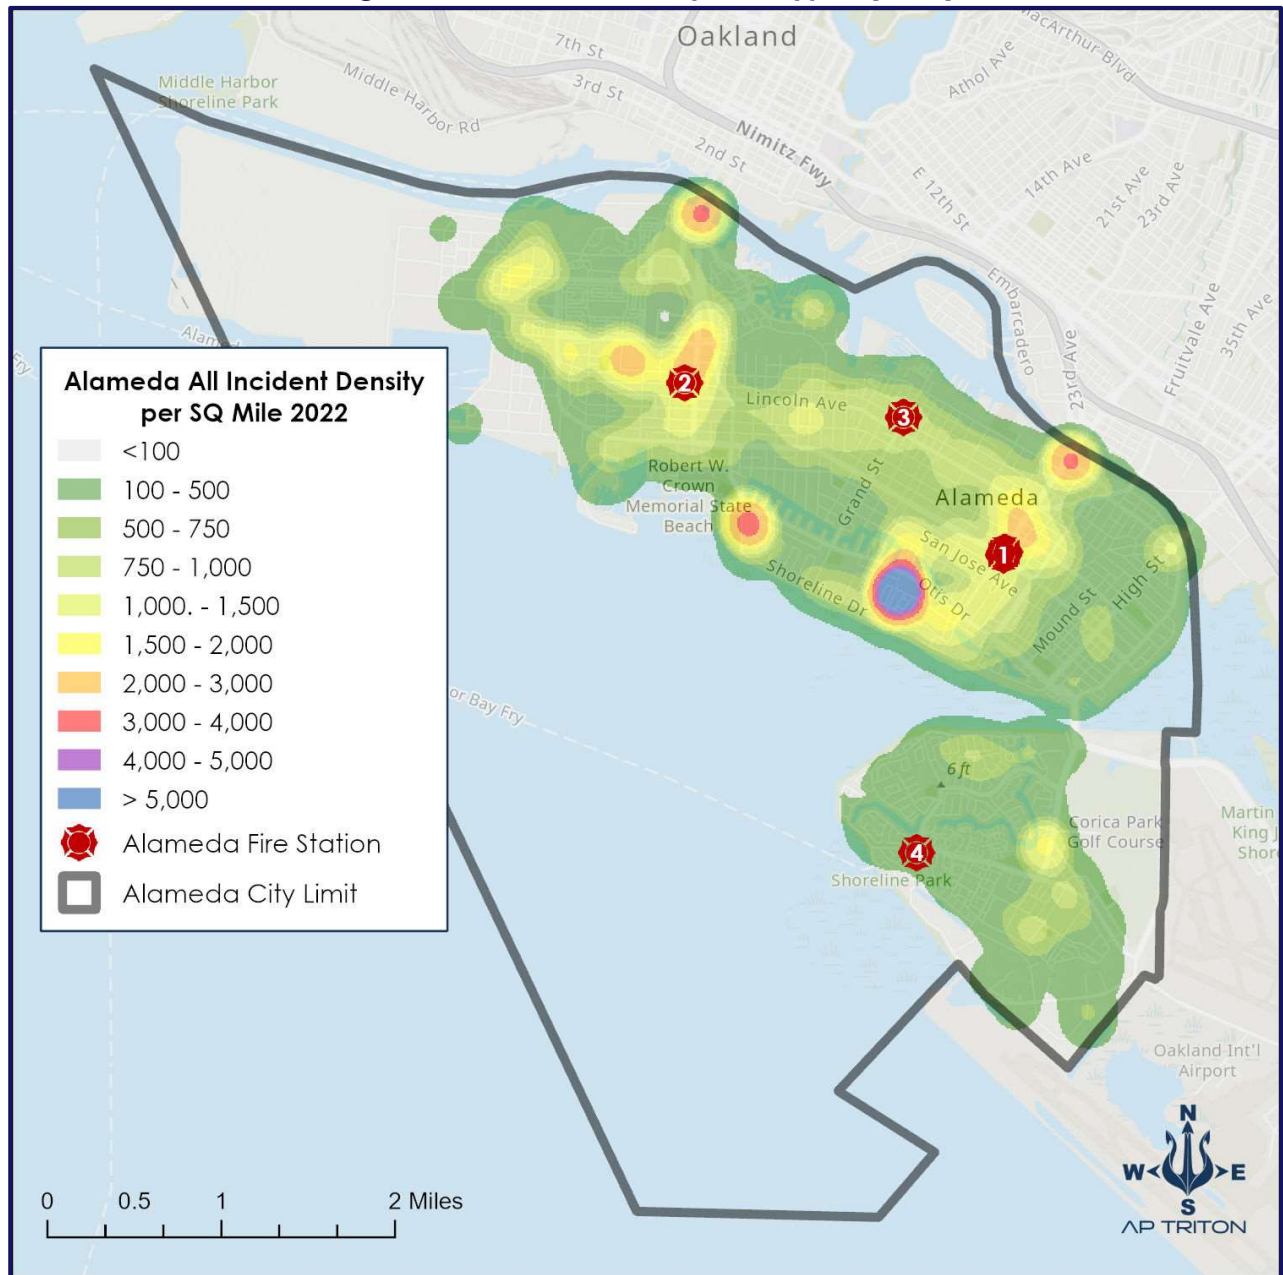 Oakland
MacArthur Blvd
7th St
3rd St
Athol Ave
Middle Harbor
Shoreline Park
Middle Harbor Rd
Nimitz Fwy
2nd St
E 12th St
14th Ave
21st Ave
23rd Ave
Embarcadero
35th Ave
Fruitvale Ave
23rd Ave
Alamed
Fry
Alameda All Incident Density
per SQ Mile 2022
<100
100 - 500
500 - 750
750 - 1,000
1,000. - 1,500
1,500 - 2,000
2,000 - 3,000
3,000 - 4,000
4,000 - 5,000
> 5,000
Alameda Fire Station
Alameda City Limit
2
Lincoln Ave
3
Robert W.
Crown
Memorial State
Beach
Grand St
Alameda
1
San Jose Ave
Otis Dr
Shoreline Dr
Mound St
High St
or Bay Fry
6 ft
Corica Park
Golf Course
Martin
King J
Shore
4
Shoreline Park
Oakland Int'l
Airport
0 0.5 1 2 Miles
N
W E
S
AP TRITON